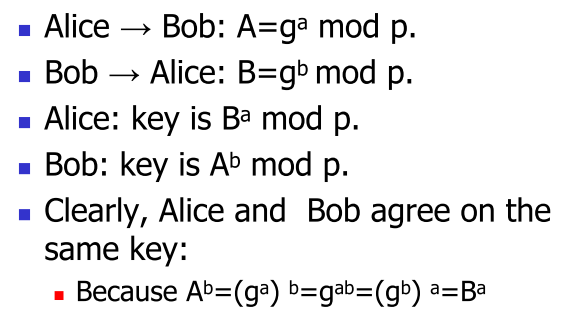 Alice → Bob: A=gᵃ mod p.
Bob → Alice: B=gᵇ mod p.
Alice: key is Bᵃ mod p.
Bob: key is Aᵇ mod p.
Clearly, Alice and Bob agree on the
same key:
Because Aᵇ=(gᵃ) ᵇ=gᵃᵇ=(gᵇ) ᵃ=Bᵃ